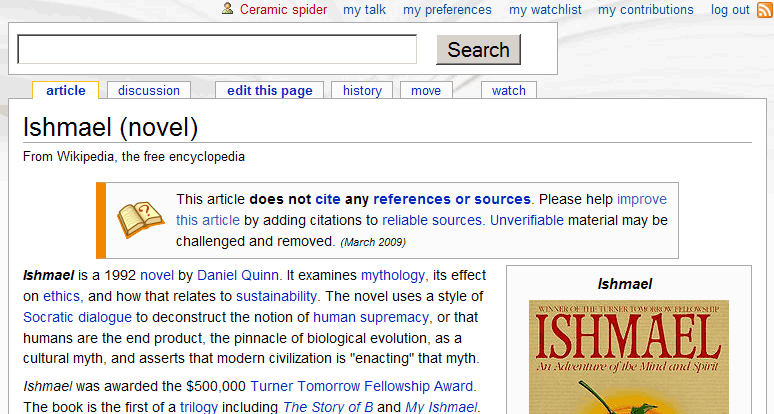 Ceramic spider my talk my preferences my watchlist my contributions log out
Search
article discussion edit this page history move watch
Ishmael (novel)
From Wikipedia, the free encyclopedia
?
This article does not cite any references or sources. Please help improve
this article by adding citations to reliable sources. Unverifiable material may be
challenged and removed. (March 2009)
Ishmael is a 1992 novel by Daniel Quinn. It examines mythology, its effect
on ethics, and how that relates to sustainability. The novel uses a style of
Socratic dialogue to deconstruct the notion of human supremacy, or that
humans are the end product, the pinnacle of biological evolution, as a
cultural myth, and asserts that modern civilization is "enacting" that myth.
Ishmael was awarded the $500,000 Turner Tomorrow Fellowship Award.
The book is the first of a trilogy including The Story of B and My Ishmael.
Ishmael
WINNER OF THE TURNER TOMORROW FELLOWSHIP
ISHMAEL
An Adventure of the Mind and Spirit